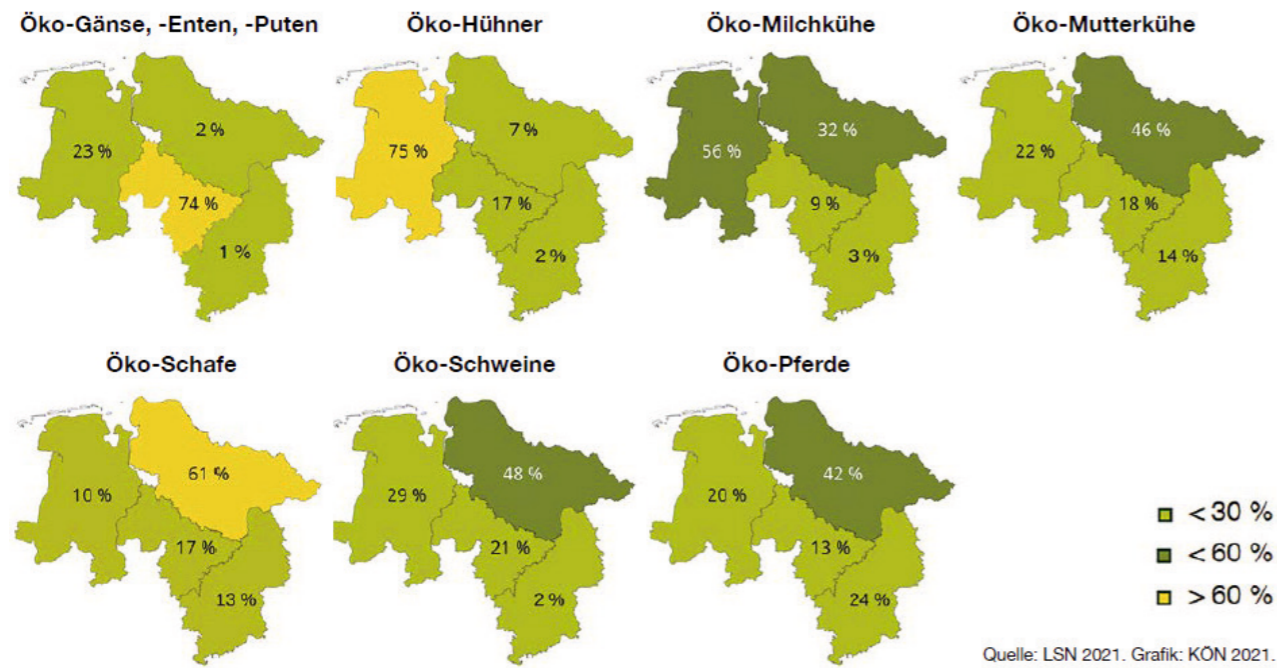 Öko-Gänse, -Enten, -Puten
23 %
2 %
74 %
1 %
Öko-Hühner
75 %
7 %
17 %
2 %
Öko-Milchkühe
56 %
32 %
9 %
3 %
Öko-Mutterkühe
22 %
46 %
18 %
14 %
Öko-Schafe
10 %
61 %
17 %
13 %
Öko-Schweine
29 %
48 %
21 %
2 %
Öko-Pferde
20 %
42 %
13 %
24 %
< 30 %
< 60 %
> 60 %
Quelle: LSN 2021. Grafik: KÖN 2021.